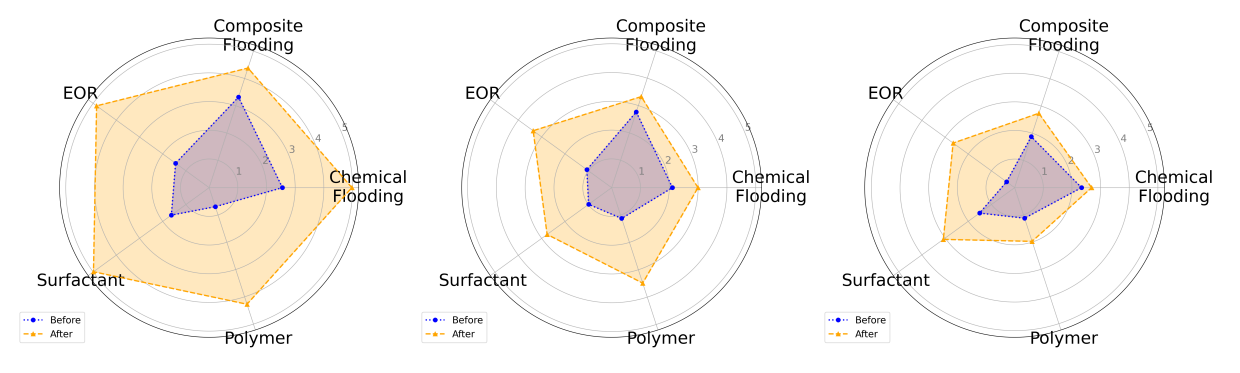 Composite
Flooding
EOR
5
4
3
2
1
Chemical
Flooding
Surfactant
Polymer
Before
After
Composite
Flooding
EOR
5
4
3
2
1
Chemical
Flooding
Surfactant
Polymer
Before
After
Composite
Flooding
EOR
5
4
3
2
1
Chemical
Flooding
Surfactant
Polymer
Before
After